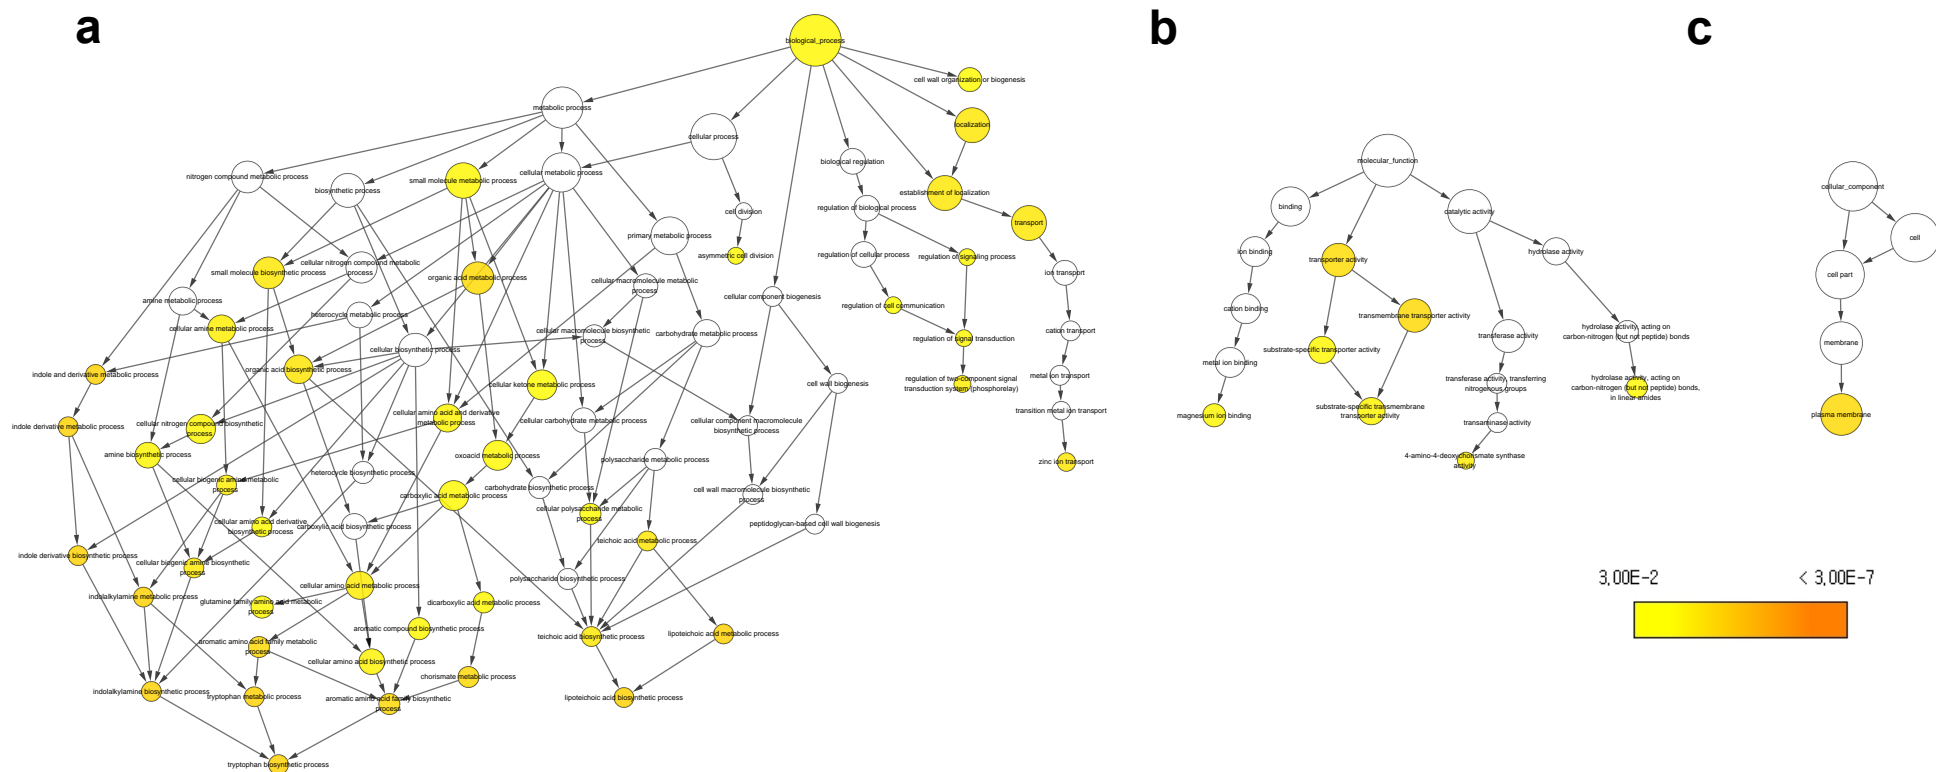 a
b
c
biological_process
cell wall organization or biogenesis
metabolic process
localization
cellular process
biological regulation
nitrogen compound metabolic process
biosynthetic process
small molecule metabolic process
cellular metabolic process
establishment of localization
cell division
regulation of biological process
transport
primary metabolic process
asymmetric cell division
regulation of cellular process
regulation of signaling process
small molecule biosynthetic process
cellular nitrogen compound metabolic
process
organic acid metabolic process
cellular macromolecule metabolic
process
ion transport
cellular component biogenesis
amine metabolic process
heterocycle metabolic process
regulation of cell communication
cellular amine metabolic process
cellular macromolecule biosynthetic
process
carbohydrate metabolic process
cation transport
regulation of signal transduction
cellular biosynthetic process
indole and derivative metabolic process
organic acid biosynthetic process
cellular ketone metabolic process
cell wall biogenesis
regulation of two-component signal
transduction system (phosphorelay)
metal ion transport
transition metal ion transport
indole derivative metabolic process
cellular nitrogen compound biosynthetic
process
cellular amino acid and derivative
metabolic process
cellular carbohydrate metabolic process
cellular component macromolecule
biosynthetic process
amine biosynthetic process
oxoacid metabolic process
polysaccharide metabolic process
zinc ion transport
cellular biogenic amine metabolic
process
heterocycle biosynthetic process
carboxylic acid metabolic process
carbohydrate biosynthetic process
cell wall macromolecule biosynthetic
process
cellular amino acid derivative
biosynthetic process
carboxylic acid biosynthetic process
cellular polysaccharide metabolic
process
peptidoglycan-based cell wall biogenesis
indole derivative biosynthetic process
cellular biogenic amine biosynthetic
process
teichoic acid metabolic process
indolalkylamine metabolic process
cellular amino acid metabolic process
polysaccharide biosynthetic process
glutamine family amino acid metabolic
process
dicarboxylic acid metabolic process
aromatic amino acid family metabolic
process
aromatic compound biosynthetic process
teichoic acid biosynthetic process
lipoteichoic acid metabolic process
cellular amino acid biosynthetic process
chorismate metabolic process
indolalkylamine biosynthetic process
tryptophan metabolic process
aromatic amino acid family biosynthetic
process
lipoteichoic acid biosynthetic process
tryptophan biosynthetic process
molecular_function
binding
catalytic activity
ion binding
transporter activity
hydrolase activity
cation binding
transmembrane transporter activity
transferase activity
hydrolase activity, acting on
carbon-nitrogen (but not peptide) bonds
metal ion binding
substrate-specific transporter activity
transferase activity, transferring
nitrogenous groups
hydrolase activity, acting on
carbon-nitrogen (but not peptide) bonds,
in linear amides
magnesium ion binding
substrate-specific transmembrane
transporter activity
transaminase activity
4-amino-4-deoxychorismate synthase
activity
cellular_component
cell
cell part
membrane
plasma membrane
3,00E-2
< 3,00E-7